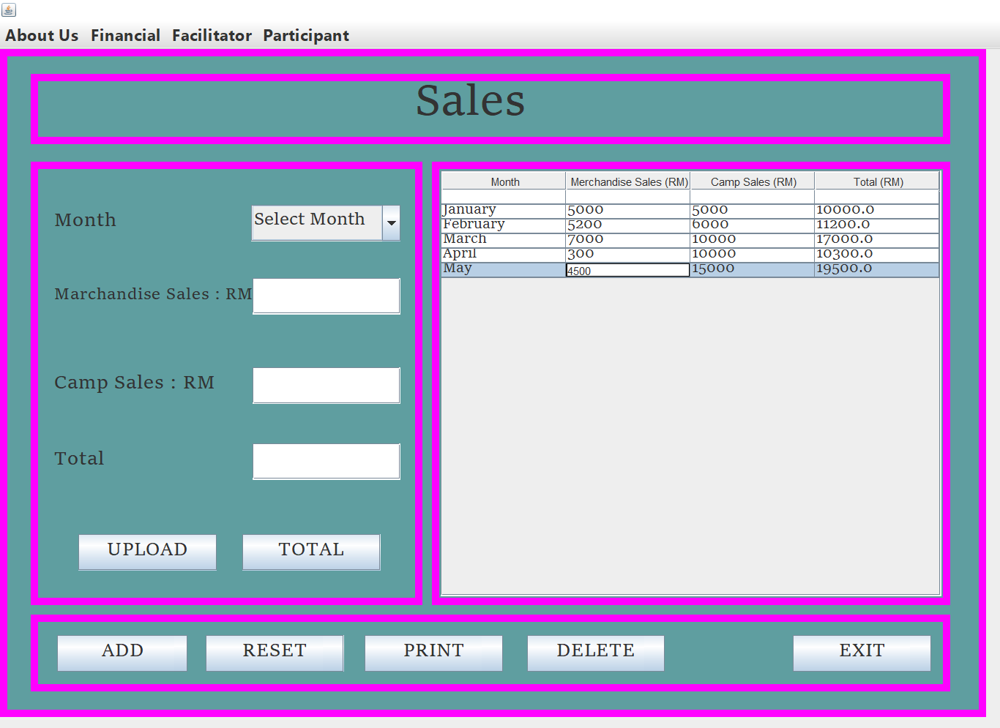 About Us Financial Facilitator Participant
Sales
Month
Select Month
Marchandise Sales : RM
Camp Sales : RM
Total
UPLOAD TOTAL
Month Merchandise Sales (RM) Camp Sales (RM) Total (RM)
January 5000 5000 10000.0
February 5200 6000 11200.0
March 7000 10000 17000.0
April 300 10000 10300.0
May 4500 15000 19500.0
ADD RESET PRINT DELETE EXIT